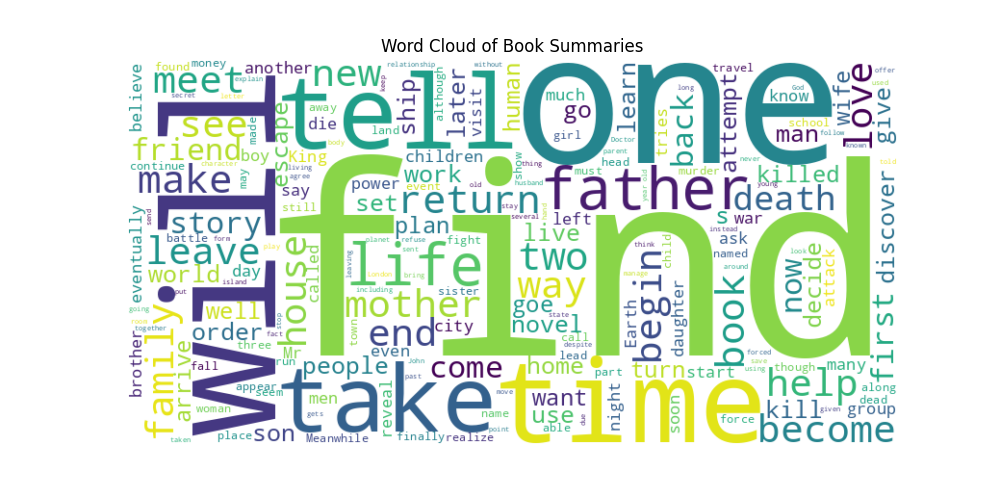 Word Cloud of Book Summaries
found money explain
another
relationship without
believe
meet
secret letter
new
keep
ship
although
later
visit
human
much
go
girl
learn
tries
back
long
travel
attempt
God
know
school
follow
man
wife
known
offer
used
love
give
see
made
friend
boy
continue
character
may
Will
tell
one
escape
away
die
land
body
King
living
agree
say
still
children
work
event
old
power
set
return
husband
stay
show
thing
several
Doctor
parent
head
must
murder
year old
never
killed
young
told
father
death
make
story
battle form
send
leave
world
day
play
island
out
well
order
eventually
going
together
room
fact
stop
three
Mr
run
house
called
find
plan
left
hand
live
s
war
instead
ask
named
around
think
child
look
now
decide
attack
discover
first
life
fight
planet refuse
sent
leaving
London bring
including
sister
mother
two
way
manage
goe
novel
state
call
despite
city
end
even
town
lead
Earth
begin
daughter
book
forced
save
using
family
brother
arrive
fall
appear
seem
woman
place
taken
son
people
John
past
come
home
part
turn
start
though
many
along
dead
help
take
time
men
gets
Meanwhile
reveal
finally
realize
move
name
point
want
use
able
due
night
soon
force
kill
given
group
become